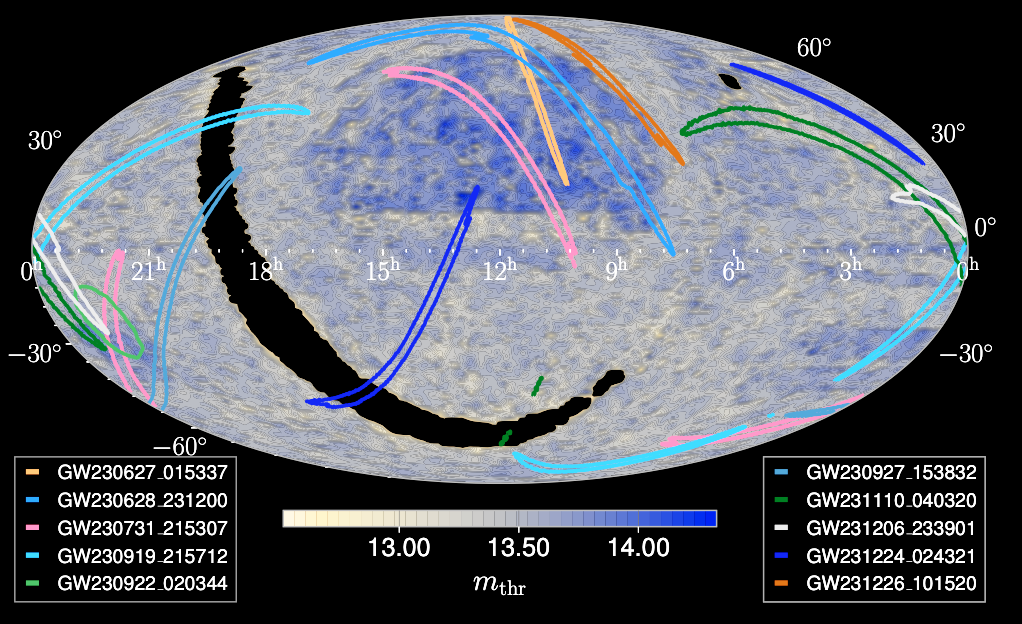 60°
30°
30°
0°
0ʰ 21ʰ 18ʰ 15ʰ 12ʰ 9ʰ 6ʰ 3ʰ 0ʰ
−30°
−30°
−60°
GW230627_015337
GW230628_231200
GW230731_215307
GW230919_215712
GW230922_020344
13.00 13.50 14.00
m_thr
GW230927_153832
GW231110_040320
GW231206_233901
GW231224_024321
GW231226_101520